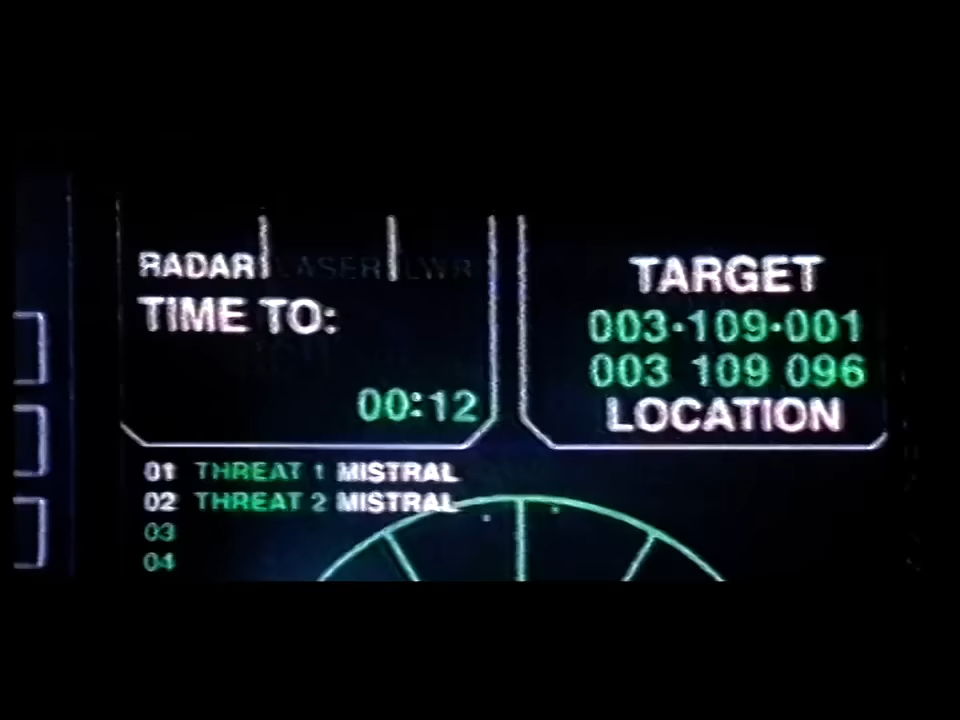 RADAR LASER LWR
TIME TO:
00:12
TARGET
003·109·001
003 109 096
LOCATION
01 THREAT 1 MISTRAL
02 THREAT 2 MISTRAL
03
04